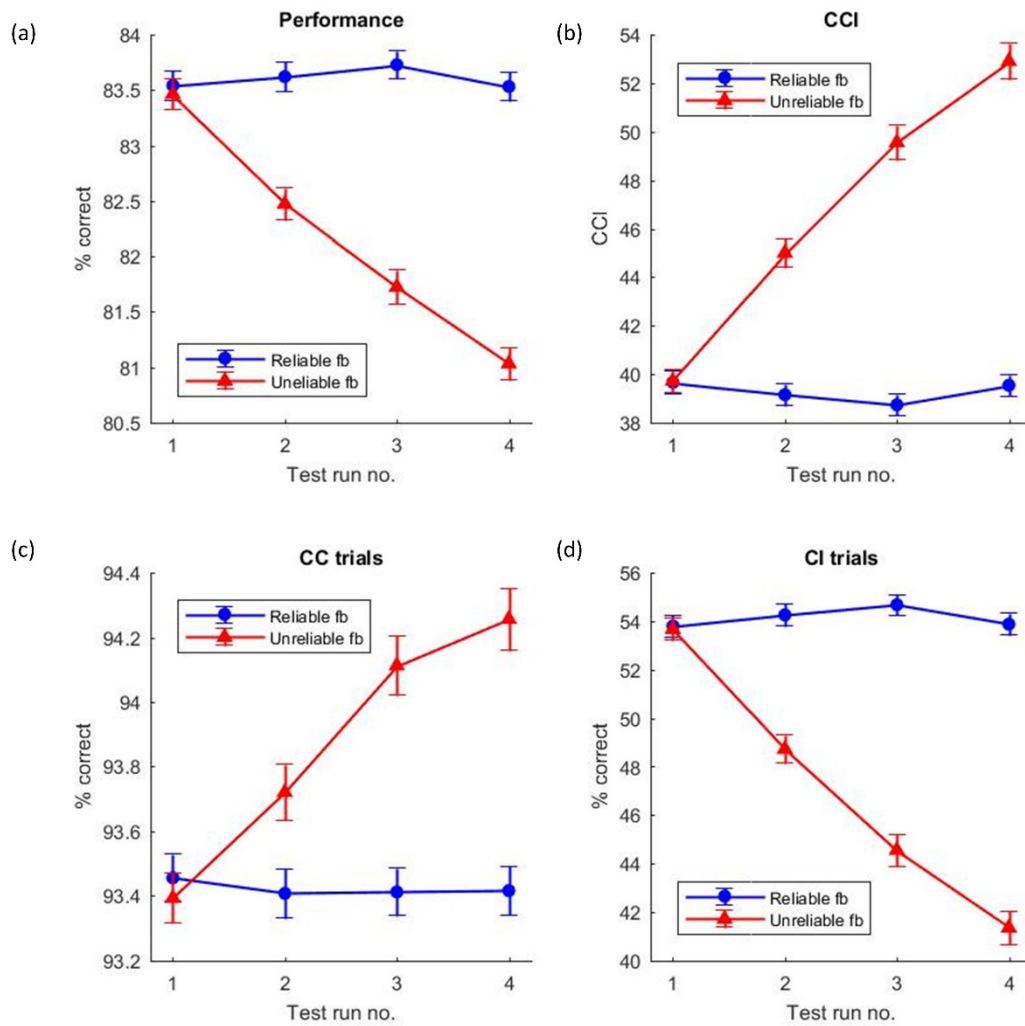 (a)
Performance
84
83.5
83
82.5
82
81.5
81
80.5
% correct
Reliable fb
Uneliable fb
1 2 3 4
Test run no.
(b)
CCI
54
52
50
48
46
44
42
40
38
CCI
Reliable fb
Unreliable fb
1 2 3 4
Test run no.
(c)
CC trials
94.4
94.2
94
93.8
93.6
93.4
93.2
% correct
Reliable fb
Unreliable fb
1 2 3 4
Test run no.
(d)
CI trials
56
54
52
50
48
46
44
42
40
% correct
Reliable fb
Unreliable fb
1 2 3 4
Test run no.